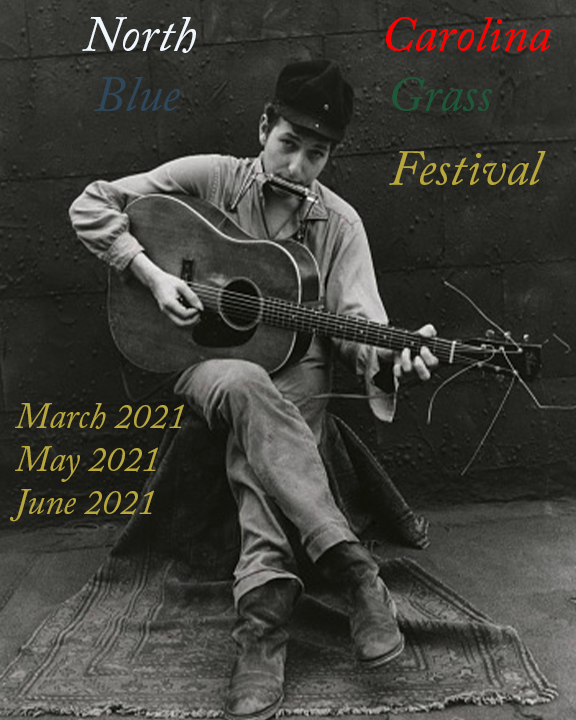 North Carolina
Blue Grass
Festival
March 2021
May 2021
June 2021